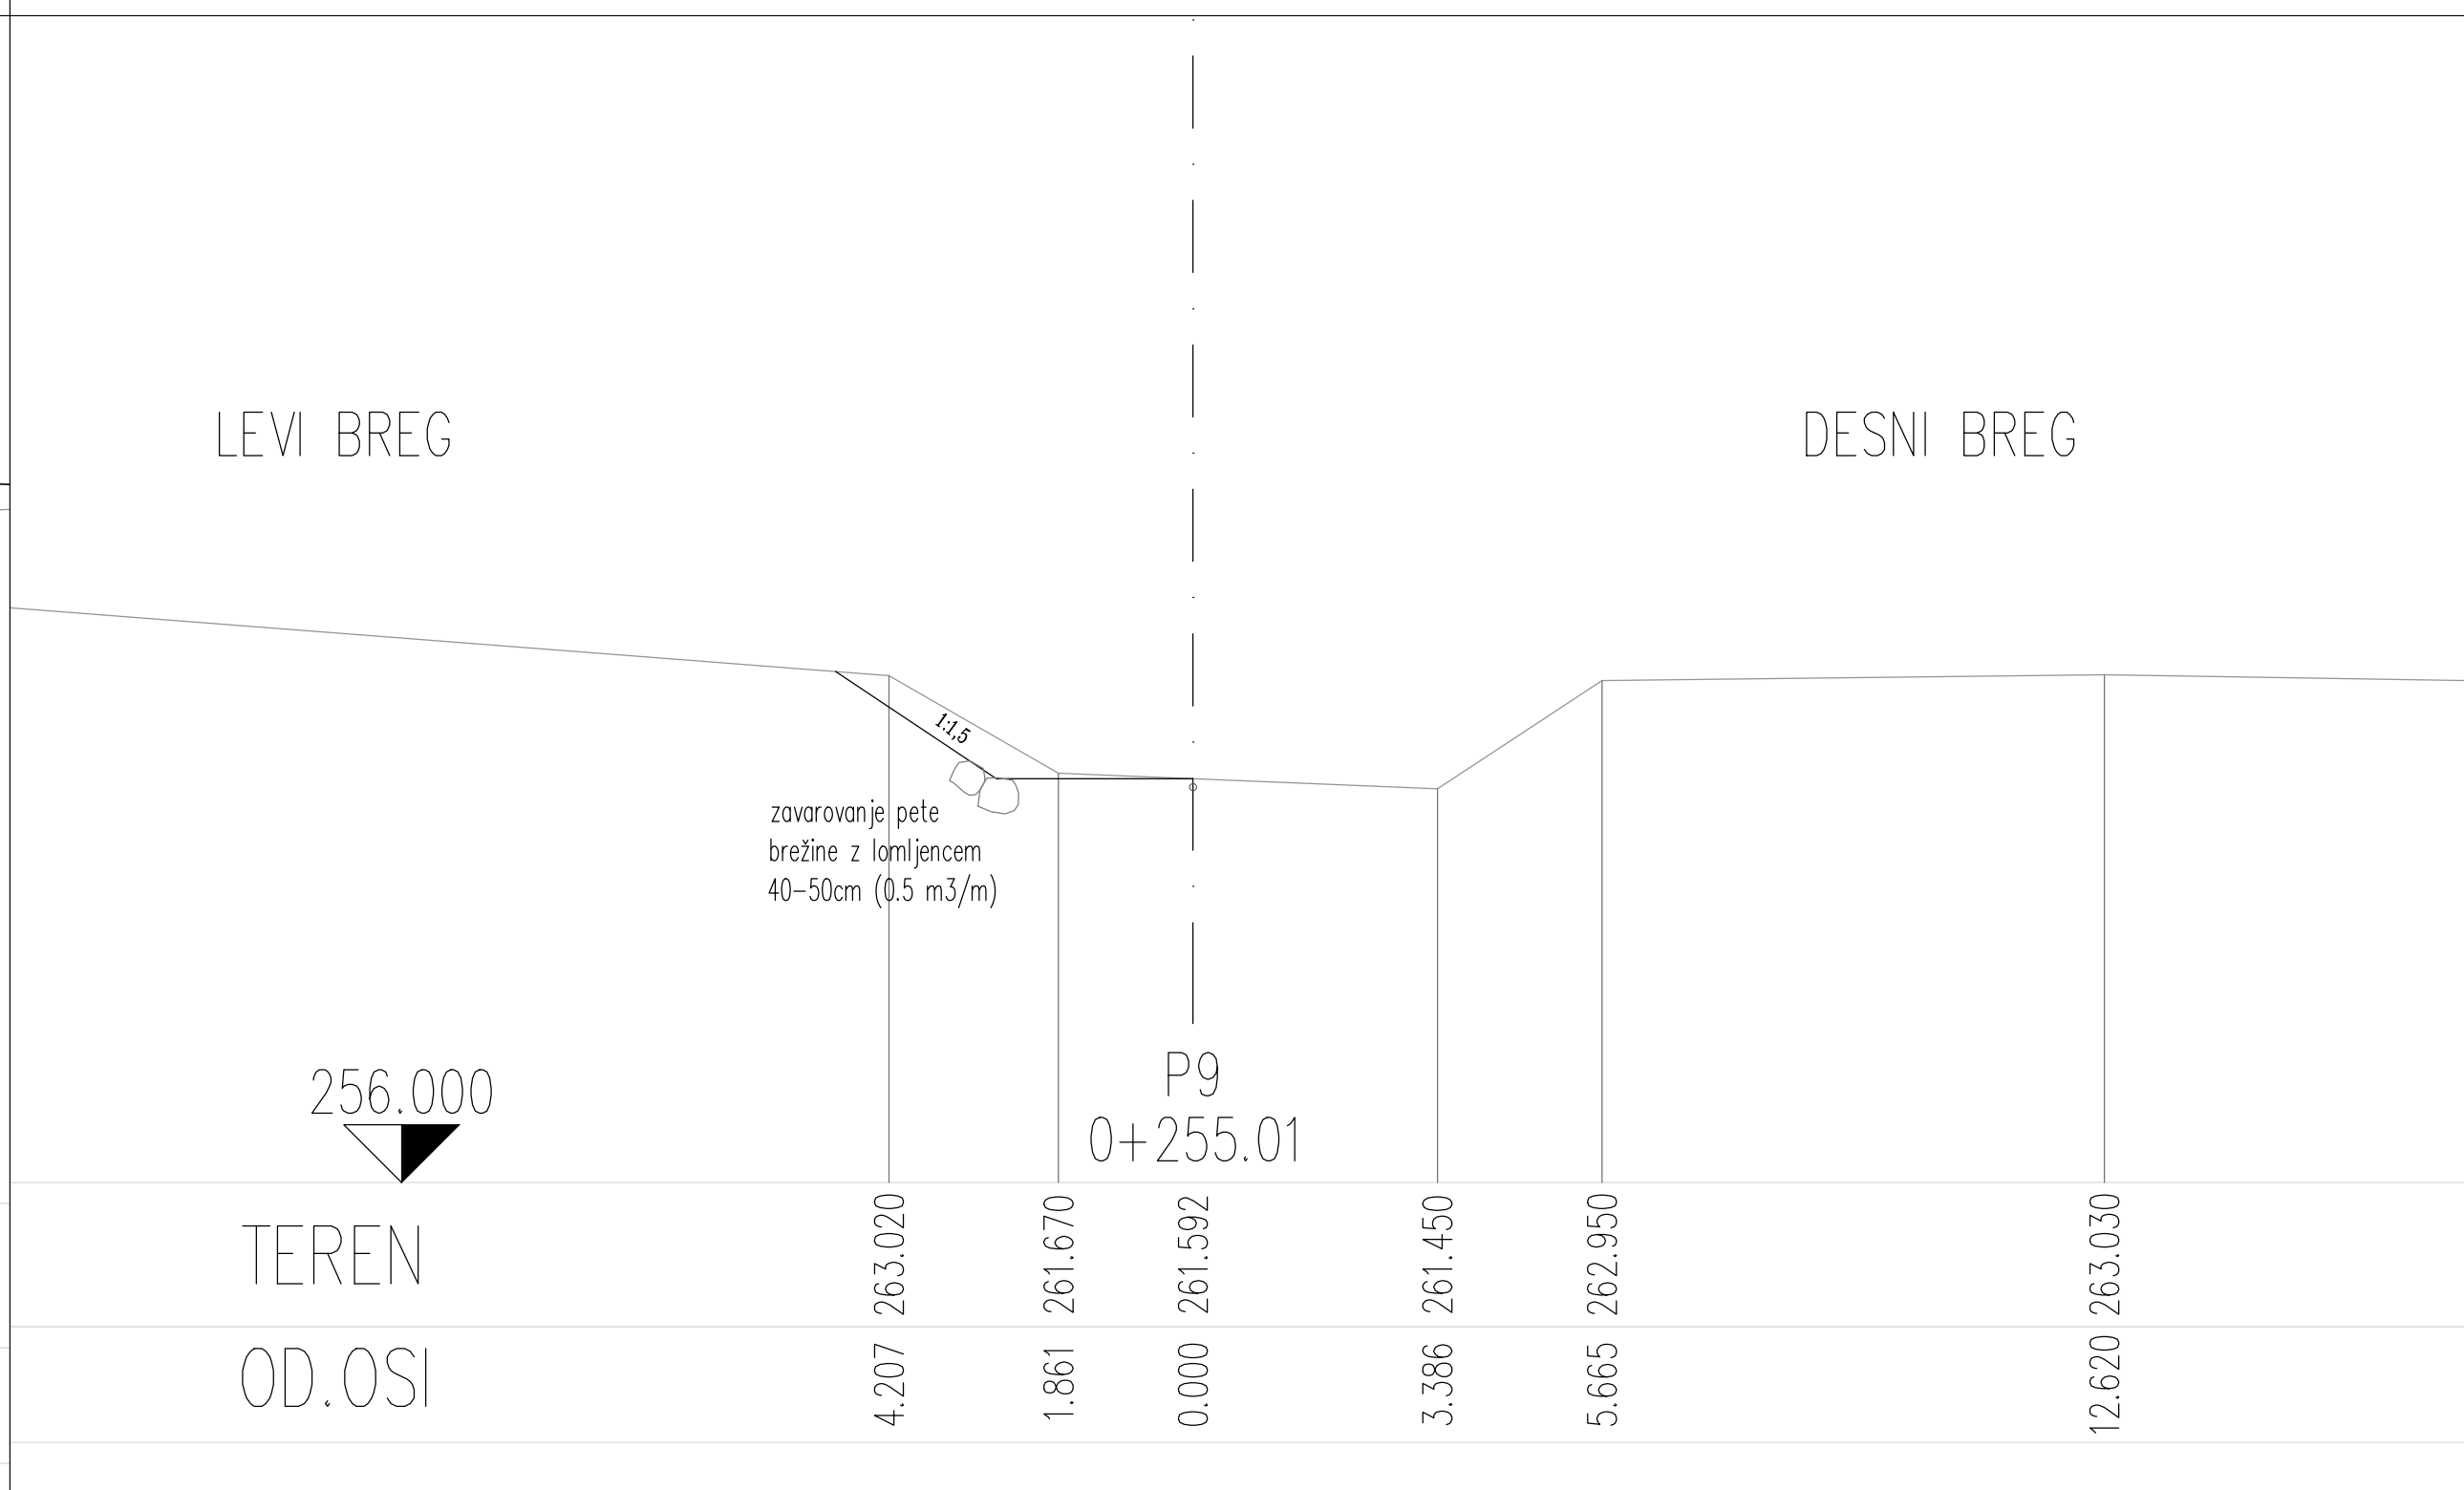 LEVI BREG
DESNI BREG
1:1,5
zavarovanje pete
brežine z lomljencem
40-50cm (0.5 m3/m)
P9
0+255.01
256.000
TEREN
263.020
261.670
261.592
261.450
262.950
263.030
OD.OSI
4.207
1.861
0.000
3.386
5.665
12.620